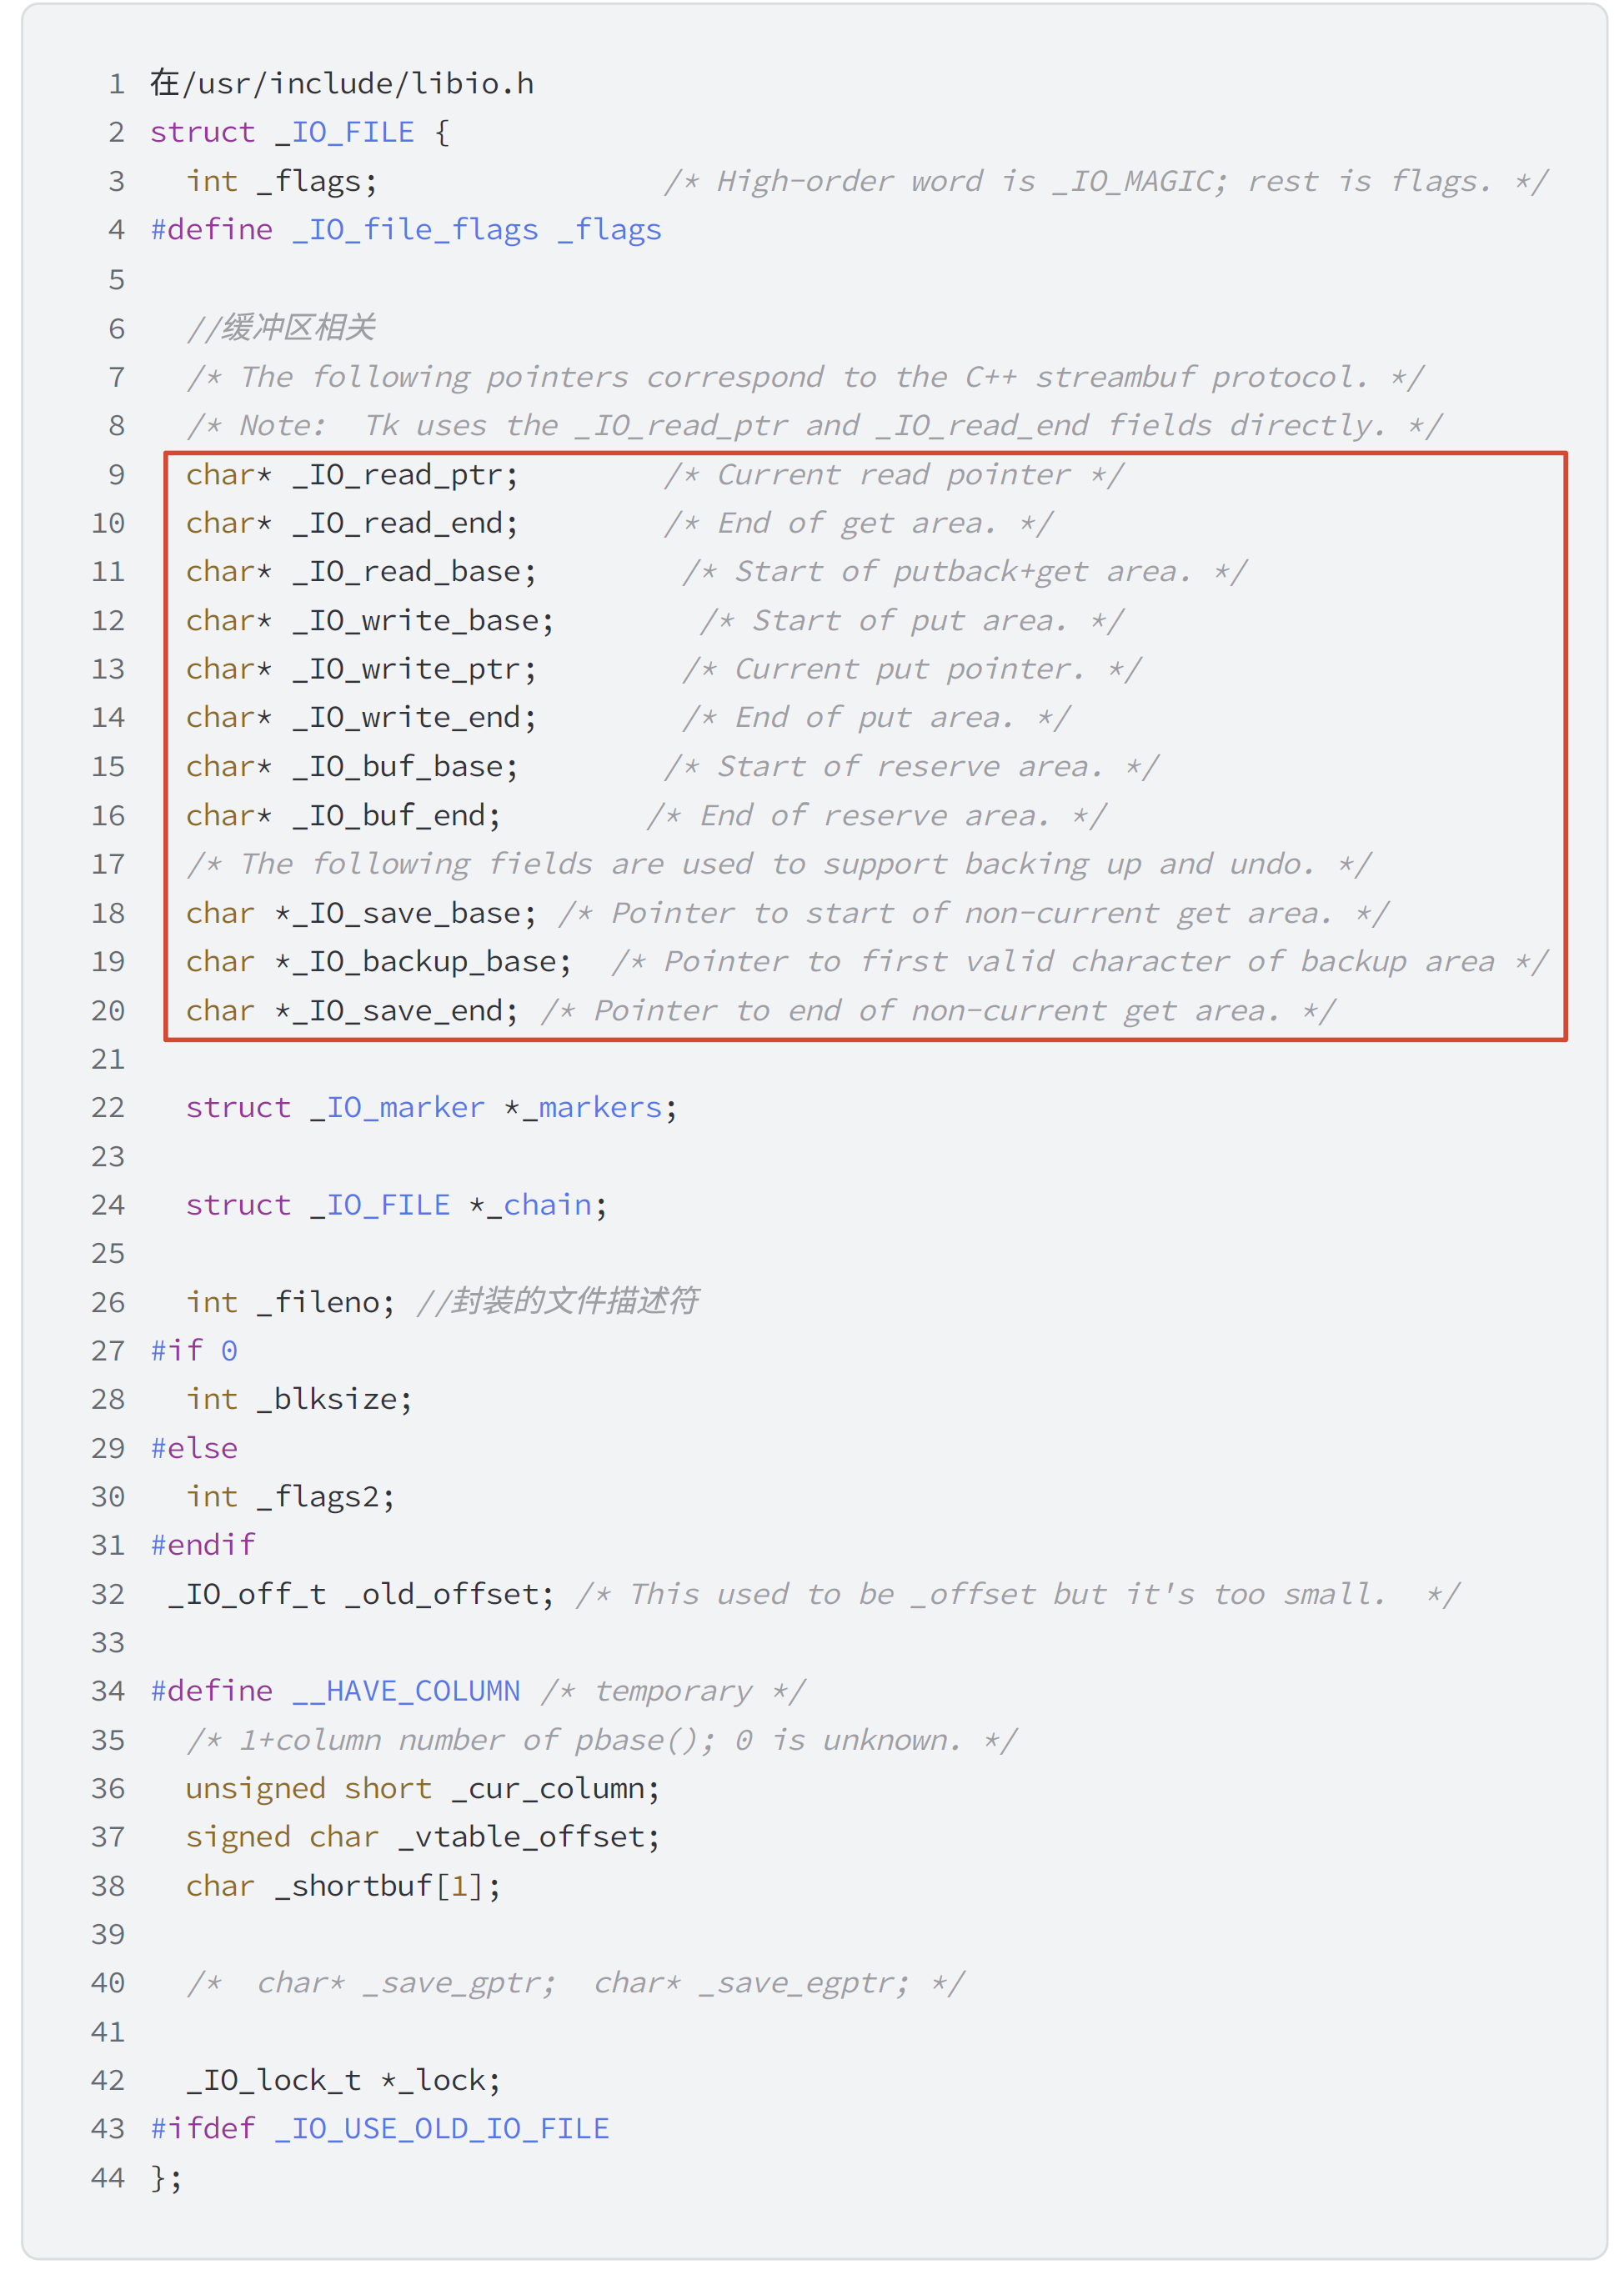 1 在/usr/include/libio.h
2 struct _IO_FILE {
3   int _flags;                /* High-order word is _IO_MAGIC; rest is flags. */
4 #define _IO_file_flags _flags
5
6   //缓冲区相关
7   /* The following pointers correspond to the C++ streambuf protocol. */
8   /* Note:  Tk uses the _IO_read_ptr and _IO_read_end fields directly. */
9   char* _IO_read_ptr;        /* Current read pointer */
10   char* _IO_read_end;        /* End of get area. */
11   char* _IO_read_base;        /* Start of putback+get area. */
12   char* _IO_write_base;        /* Start of put area. */
13   char* _IO_write_ptr;        /* Current put pointer. */
14   char* _IO_write_end;        /* End of put area. */
15   char* _IO_buf_base;        /* Start of reserve area. */
16   char* _IO_buf_end;        /* End of reserve area. */
17   /* The following fields are used to support backing up and undo. */
18   char *_IO_save_base; /* Pointer to start of non-current get area. */
19   char *_IO_backup_base;  /* Pointer to first valid character of backup area */
20   char *_IO_save_end; /* Pointer to end of non-current get area. */
21
22   struct _IO_marker *_markers;
23
24   struct _IO_FILE *_chain;
25
26   int _fileno; //封装的文件描述符
27 #if 0
28   int _blksize;
29 #else
30   int _flags2;
31 #endif
32  _IO_off_t _old_offset; /* This used to be _offset but it's too small.  */
33
34 #define __HAVE_COLUMN /* temporary */
35   /* 1+column number of pbase(); 0 is unknown. */
36   unsigned short _cur_column;
37   signed char _vtable_offset;
38   char _shortbuf[1];
39
40   /*  char* _save_gptr;  char* _save_egptr; */
41
42   _IO_lock_t *_lock;
43 #ifdef _IO_USE_OLD_IO_FILE
44 };